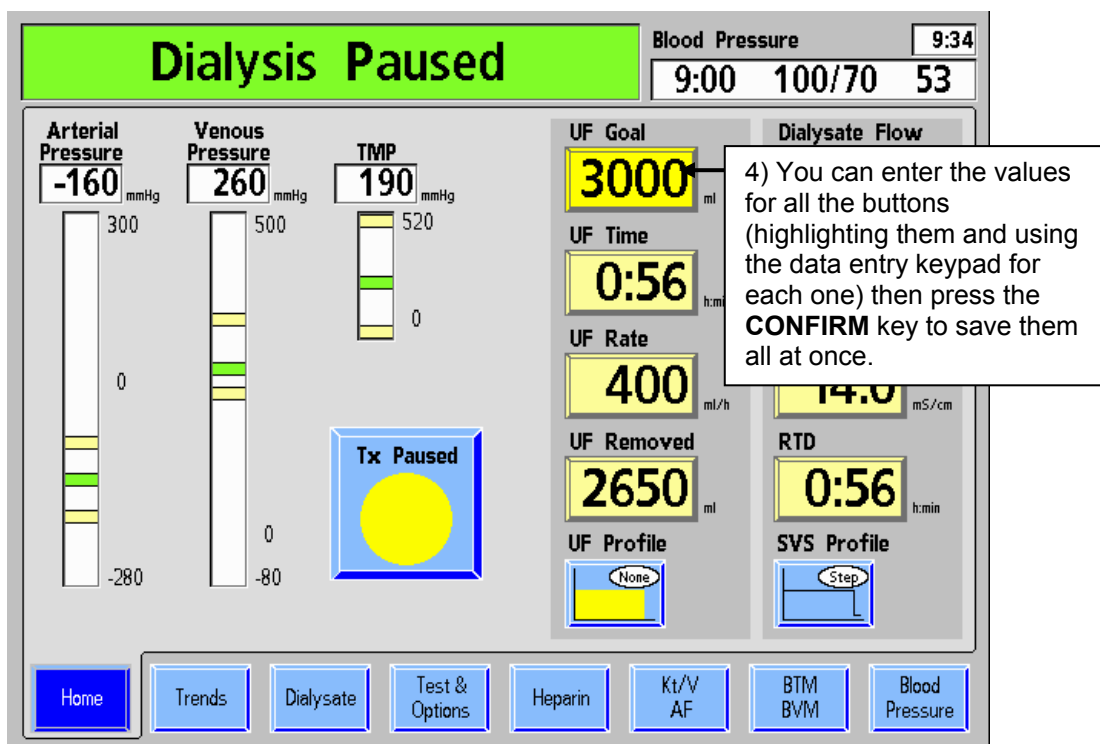 Dialysis Paused
Blood Pressure
9:34
9:00 100/70 53
Arterial
Pressure
-160 mmHg
300
0
-280
Venous
Pressure
260 mmHg
500
0
-80
TMP
190 mmHg
520
0
Tx Paused
UF Goal
3000 ml
UF Time
0:56
UF Rate
400 ml/h
UF Removed
2650 ml
UF Profile
None
Dialysate Flow
4) You can enter the values
for all the buttons
(highlighting them and using
the data entry keypad for
each one) then press the
CONFIRM key to save them
all at once.
14.0 mS/cm
RTD
0:56 h:min
SVS Profile
Step
Home
Trends
Dialysate
Test &
Options
Heparin
Kt/V
AF
BTM
BVM
Blood
Pressure